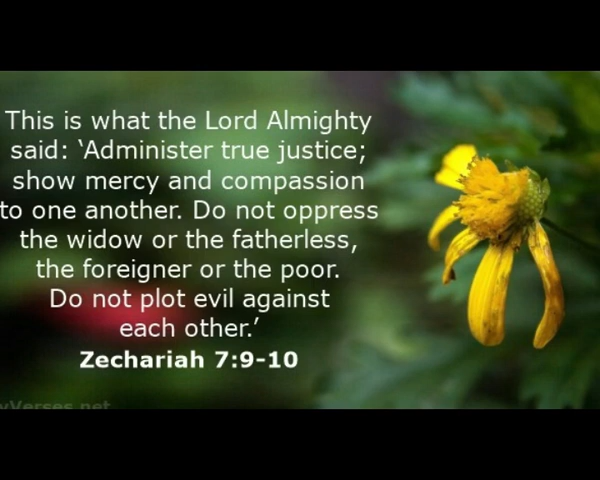 This is what the Lord Almighty
said: ‘Administer true justice;
show mercy and compassion
to one another. Do not oppress
the widow or the fatherless,
the foreigner or the poor.
Do not plot evil against
each other.’
Zechariah 7:9-10
yVerses.net